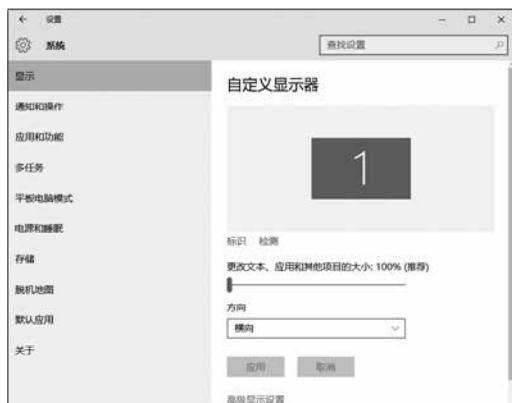 设置
系统
查找设置
显示
通知和操作
应用和功能
多任务
平板电脑模式
电源和睡眠
存储
脱机地图
默认应用
关于
自定义显示器
1
标识 检测
更改文本、应用和其他项目的大小: 100% (推荐)
方向
横向
应用 取消
高级显示设置